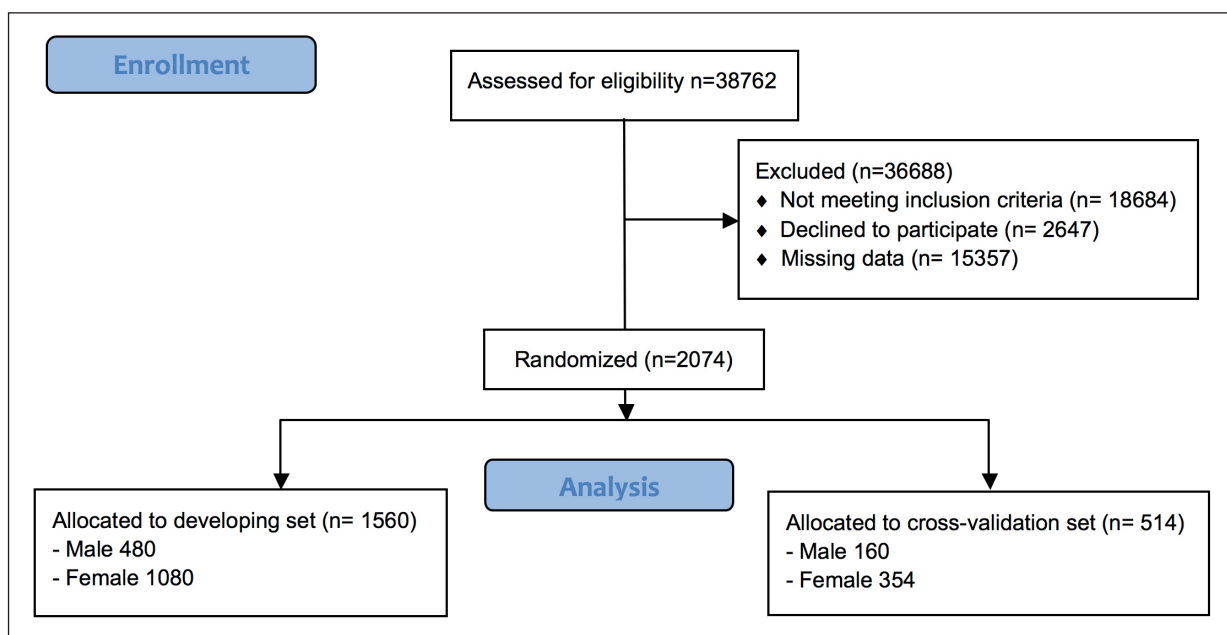 Enrollment
Assessed for eligibility n=38762
Excluded (n=36688)
♦ Not meeting inclusion criteria (n= 18684)
♦ Declined to participate (n= 2647)
♦ Missing data (n= 15357)
Randomized (n=2074)
Analysis
Allocated to developing set (n= 1560)
- Male 480
- Female 1080
Allocated to cross-validation set (n= 514)
- Male 160
- Female 354